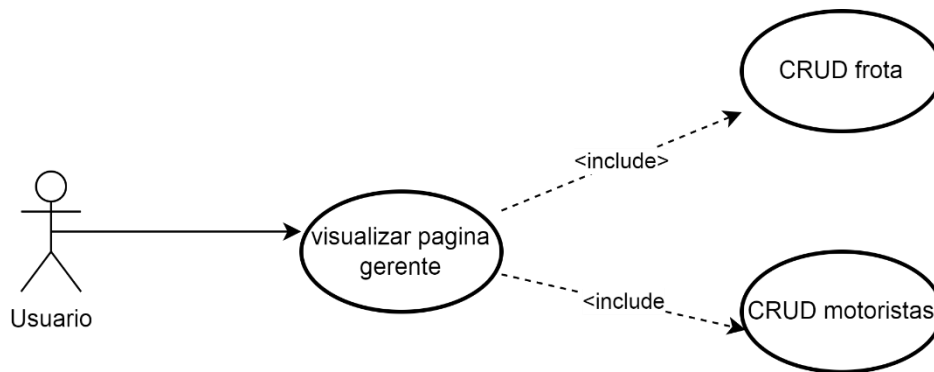 CRUD frota
<include>
visualizar pagina
gerente
Usuario
<include
CRUD motoristas